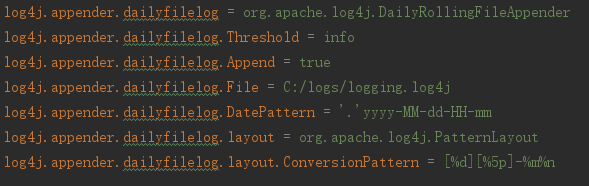 log4j.appender.dailyfilelog = org.apache.log4j.DailyRollingFileAppender
log4j.appender.dailyfilelog.Threshold = info
log4j.appender.dailyfilelog.Append = true
log4j.appender.dailyfilelog.File = C:/logs/logging.log4j
log4j.appender.dailyfilelog.DatePattern = '.'yyyy-MM-dd-HH-mm
log4j.appender.dailyfilelog.layout = org.apache.log4j.PatternLayout
log4j.appender.dailyfilelog.layout.ConversionPattern = [%d][%5p]-%m%n